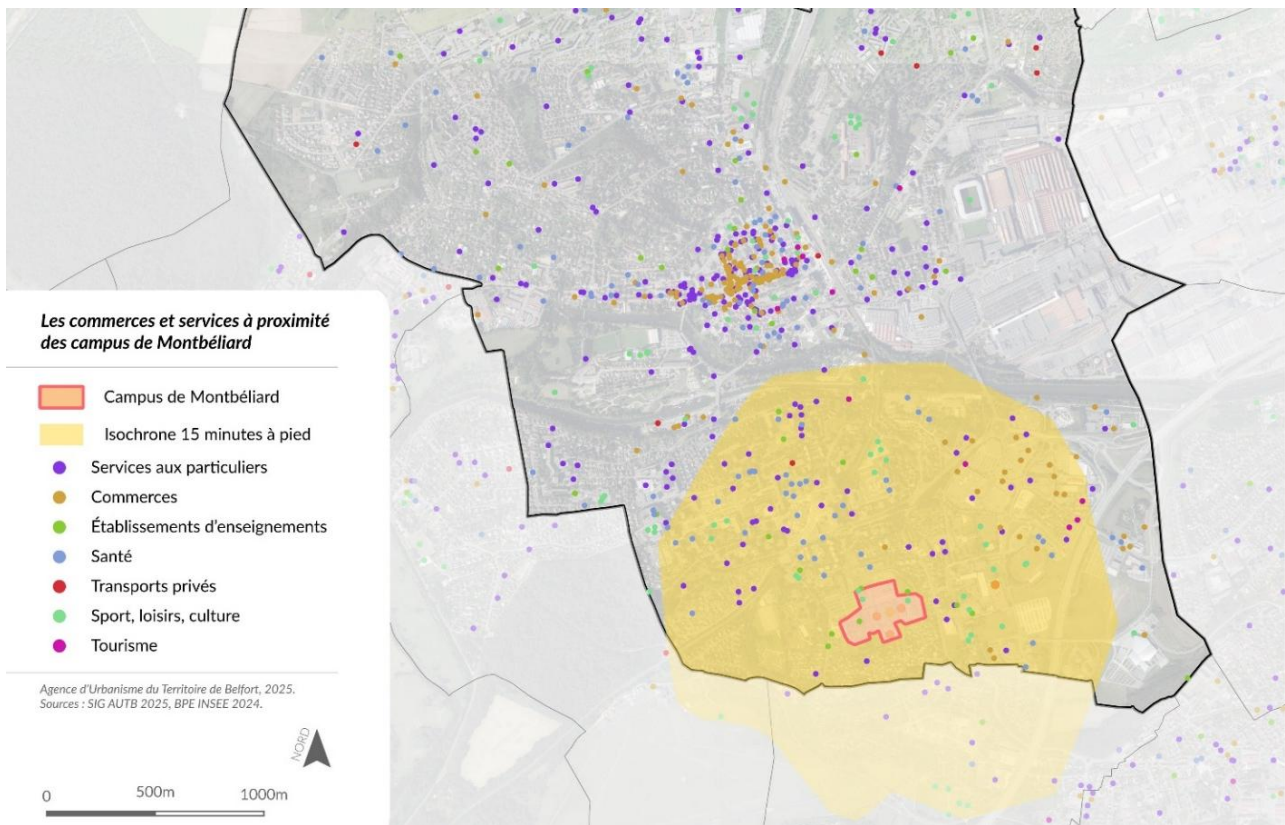 Les commerces et services à proximité
des campus de Montbéliard
Campus de Montbéliard
Isochrone 15 minutes à pied
Services aux particuliers
Commerces
Établissements d'enseignements
Santé
Transports privés
Sport, loisirs, culture
Tourisme
Agence d'Urbanisme du Territoire de Belfort, 2025.
Sources : SIG AUTB 2025, BPE INSEE 2024.
NORD
0 500m 1000m